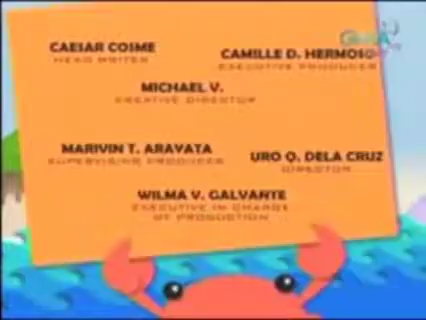 GMA
CAESAR COSME
HEAD WRITER
CAMILLE D. HERMOSO
EXECUTIVE PRODUCER
MICHAEL V.
CREATIVE DIRECTOR
MARIVIN T. ARAVATA
SUPERVISING PRODUCER
URO Q. DELA CRUZ
DIRECTOR
WILMA V. GALVANTE
EXECUTIVE IN CHARGE
OF PRODUCTION